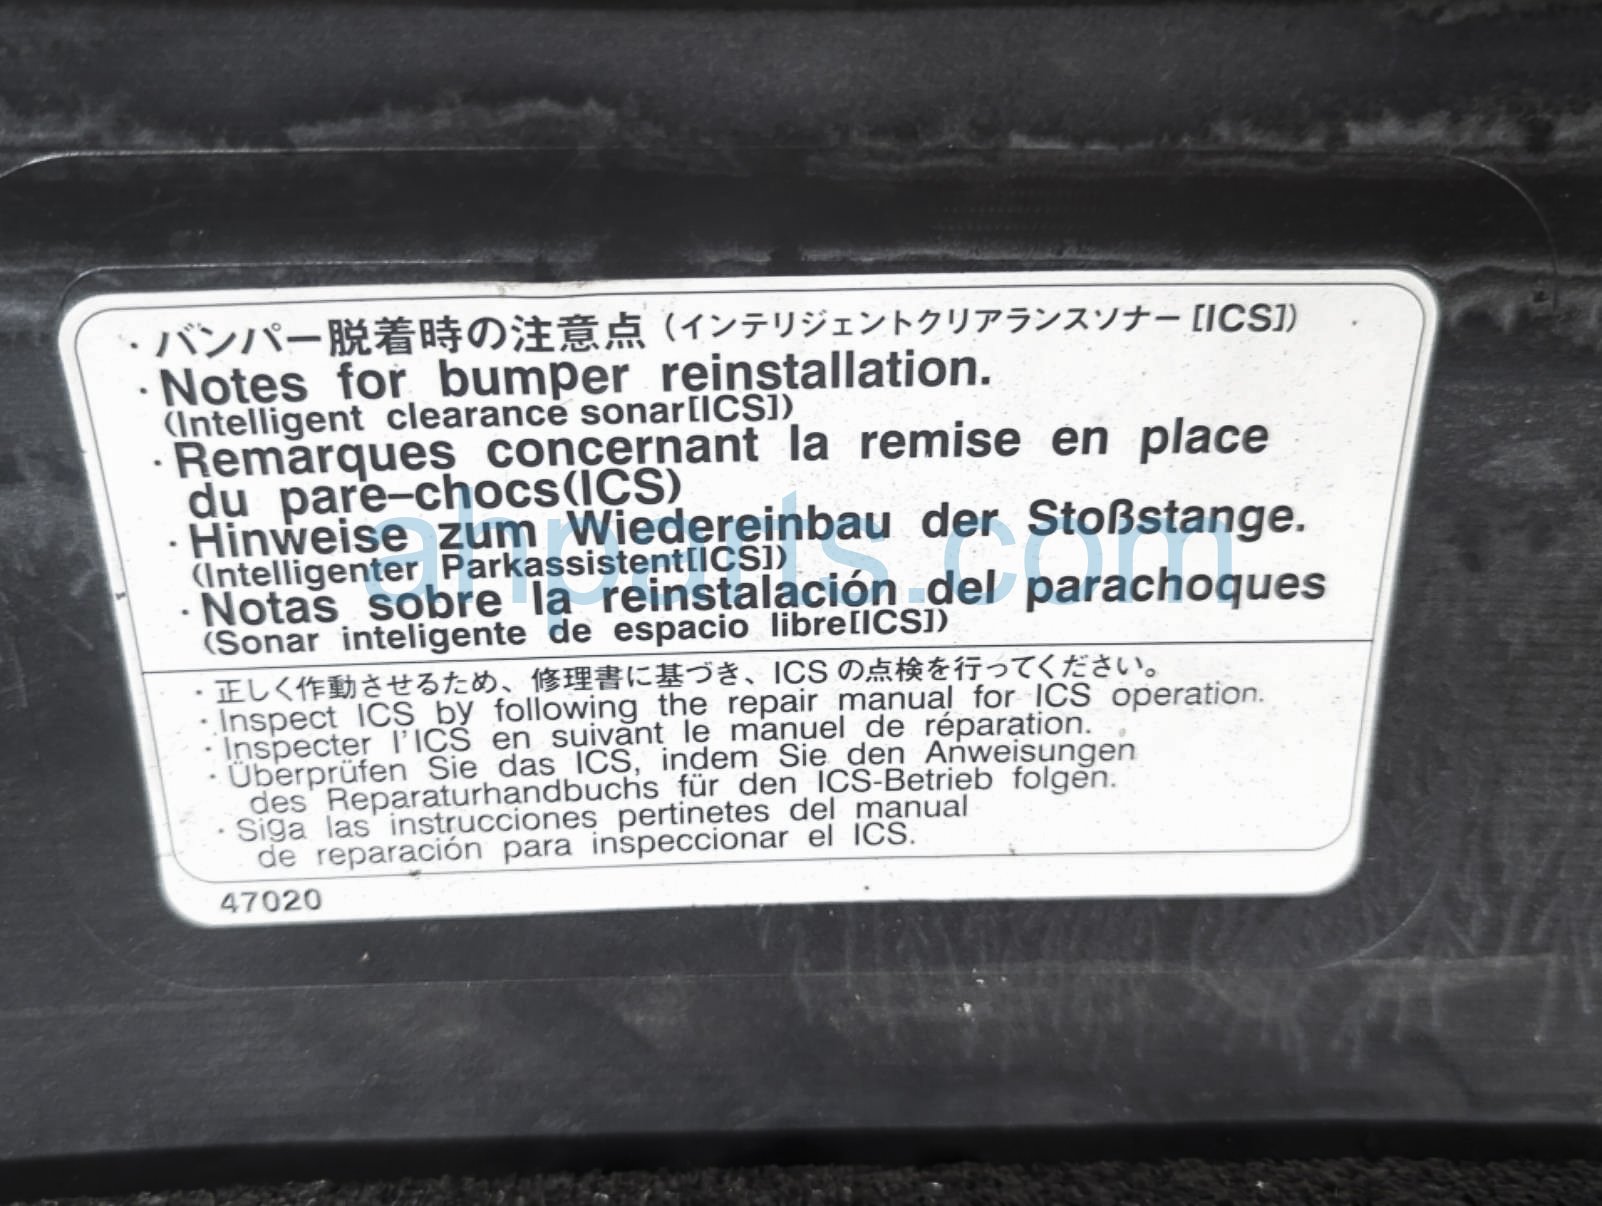 ・バンパー脱着時の注意点（インテリジェントクリアランスソナー[ICS]）
・Notes for bumper reinstallation.
(Intelligent clearance sonar[ICS])
・Remarques concernant la remise en place
du pare–chocs(ICS)
・Hinweise zum Wiedereinbau der Stoßstange.
(Intelligenter Parkassistent[ICS])
・Notas sobre la reinstalación del parachoques
(Sonar inteligente de espacio libre[ICS])
ahparts.com
・正しく作動させるため、修理書に基づき、ICSの点検を行ってください。
・Inspect ICS by following the repair manual for ICS operation.
・Inspecter l'ICS en suivant le manuel de réparation.
・Überprüfen Sie das ICS, indem Sie den Anweisungen
des Reparaturhandbuchs für den ICS-Betrieb folgen.
・Siga las instrucciones pertinetes del manual
de reparación para inspeccionar el ICS.
47020